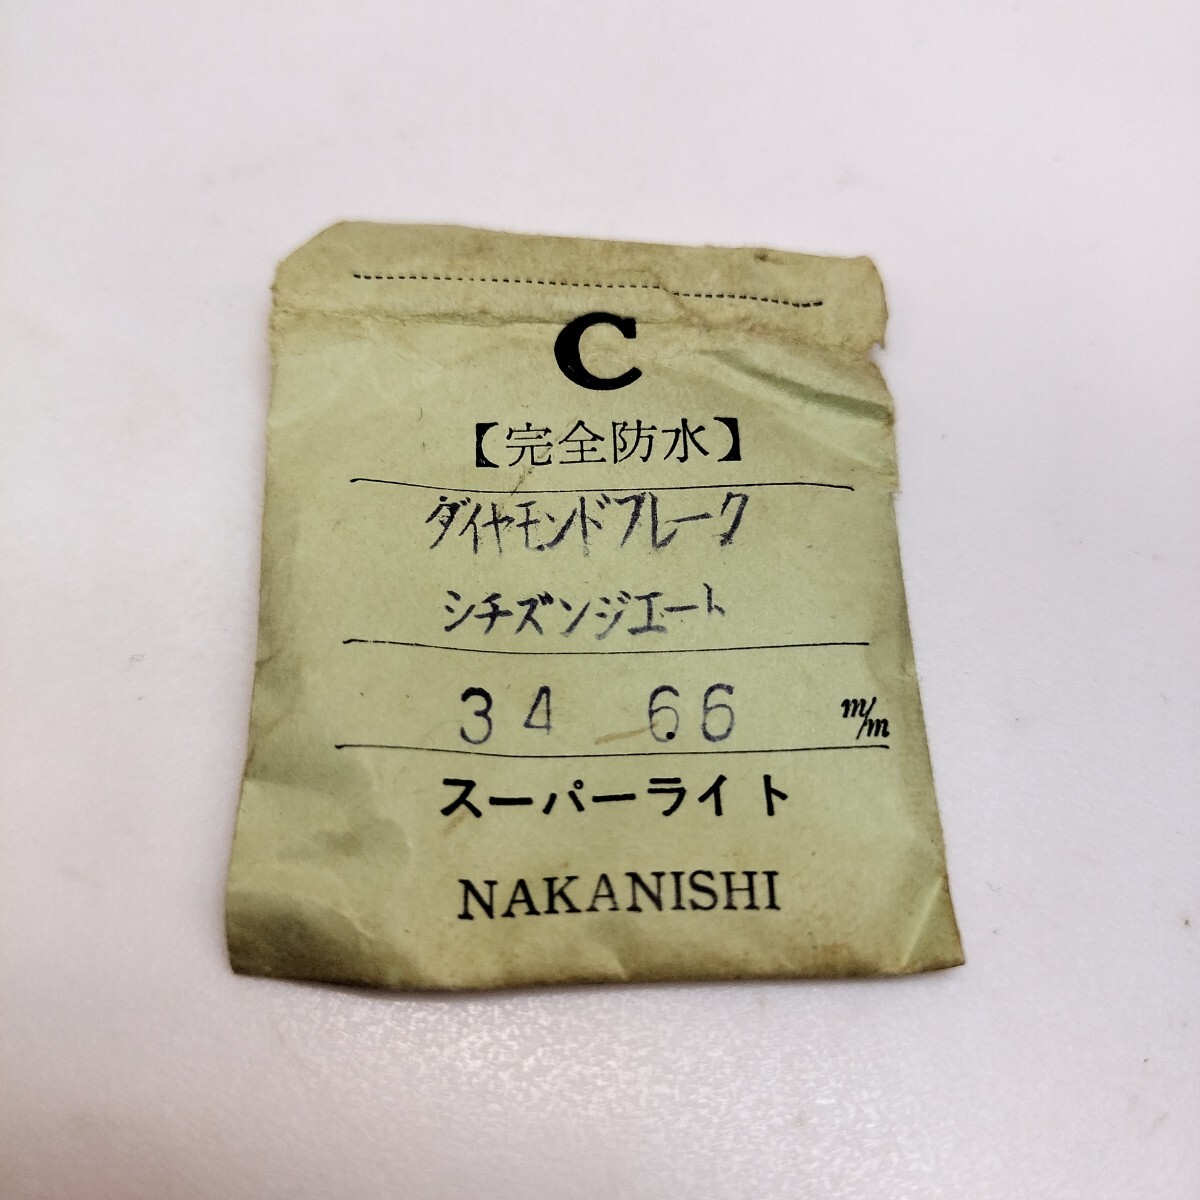 C
【完全防水】
ダイヤモンドフレーク
シチズンジエート
34 66 m/m
スーパーライト
NAKANISHI